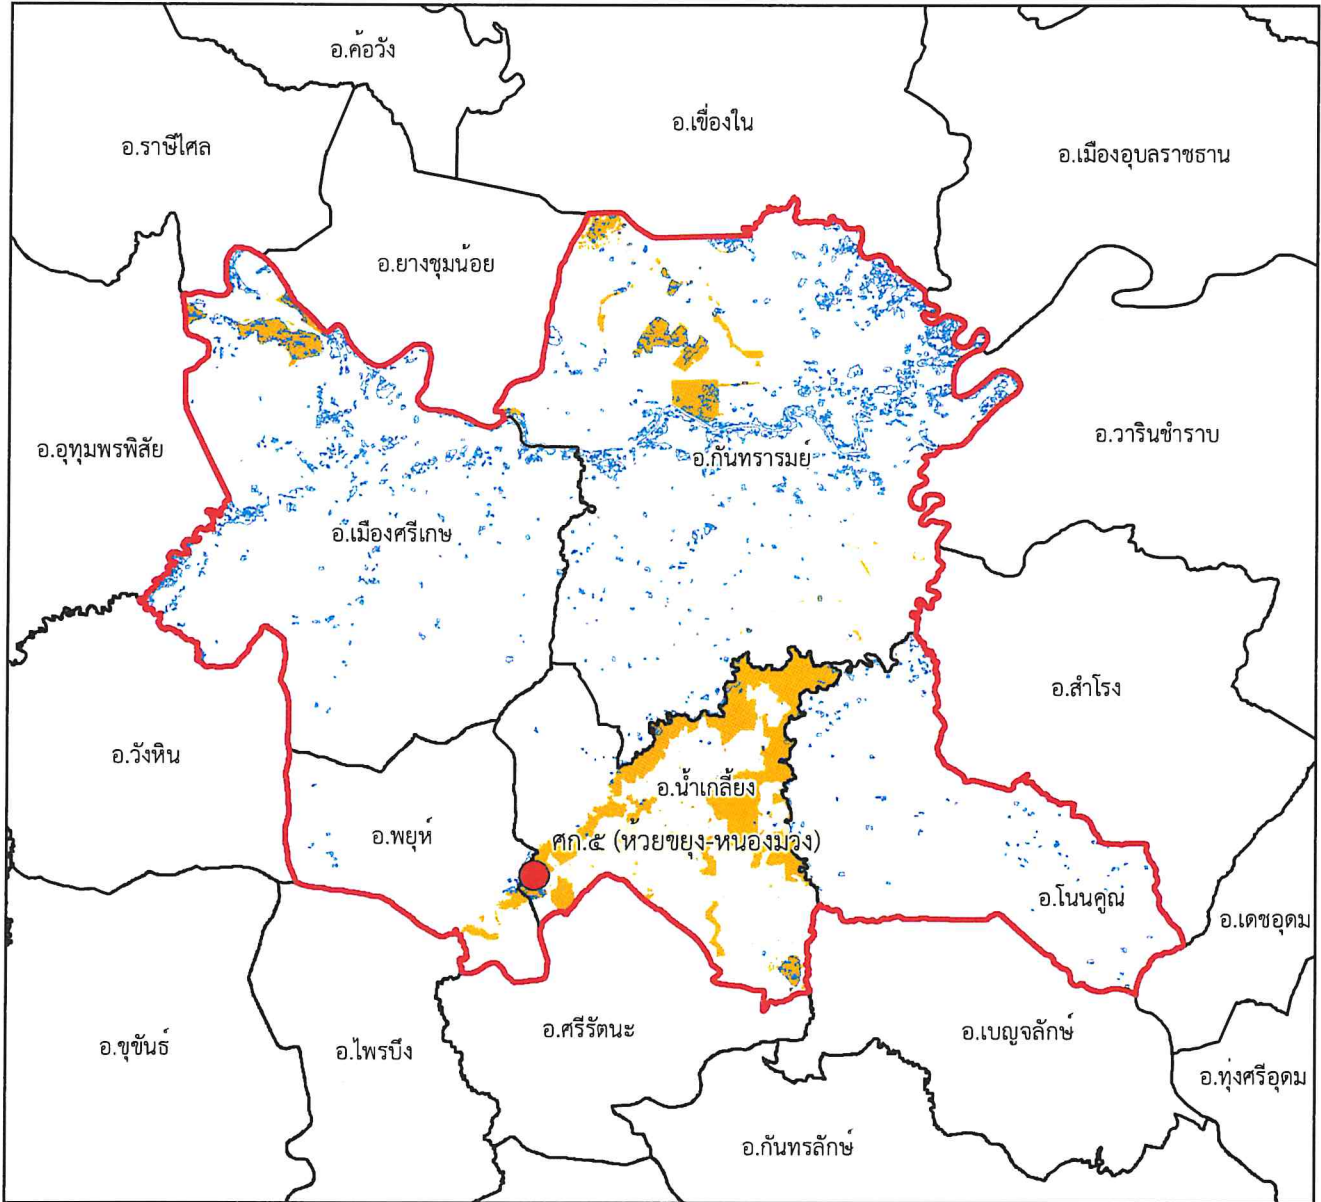 อ.ค้อวัง
อ.เขื่องใน
อ.ราษีไศล
อ.เมืองอุบลราชธาน
อ.ยางชุมน้อย
อ.วารินชำราบ
อ.อุทุมพรพิสัย
อ.กันทรารมย์
อ.เมืองศรีเกษ
อ.สำโรง
อ.วังหิน
อ.น้ำเกลี้ยง
อ.พยุห์
ศก.๕ (ห้วยขยุง-หนองม่วง)
อ.โนนคูณ
อ.เดชอุดม
อ.ศรีรัตนะ
อ.เบญจลักษ์
อ.ขุขันธ์
อ.ไพรบึง
อ.ทุ่งศรีอุดม
อ.กันทรลักษ์